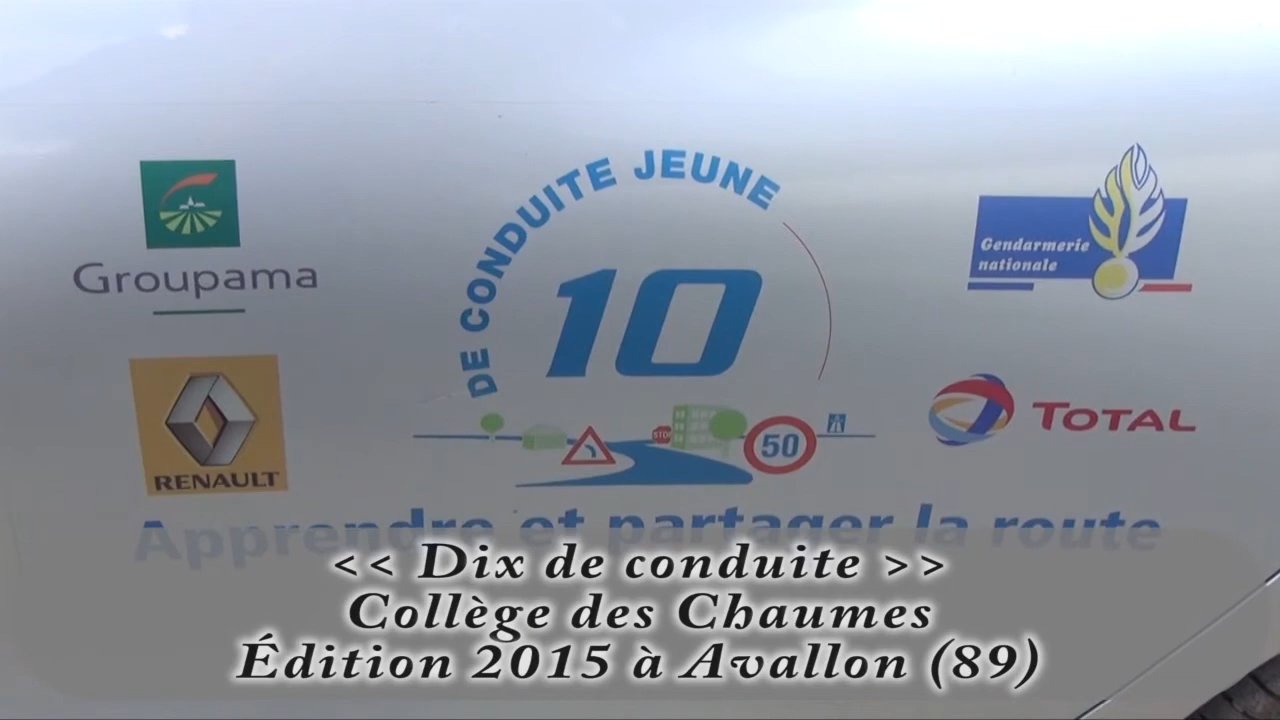 DE CONDUITE JEUNE
10
Groupama
Gendarmerie
nationale
RENAULT
TOTAL
STOP
50
Apprendre et partager la route
<< Dix de conduite >>
Collège des Chaumes
Édition 2015 à Avallon (89)